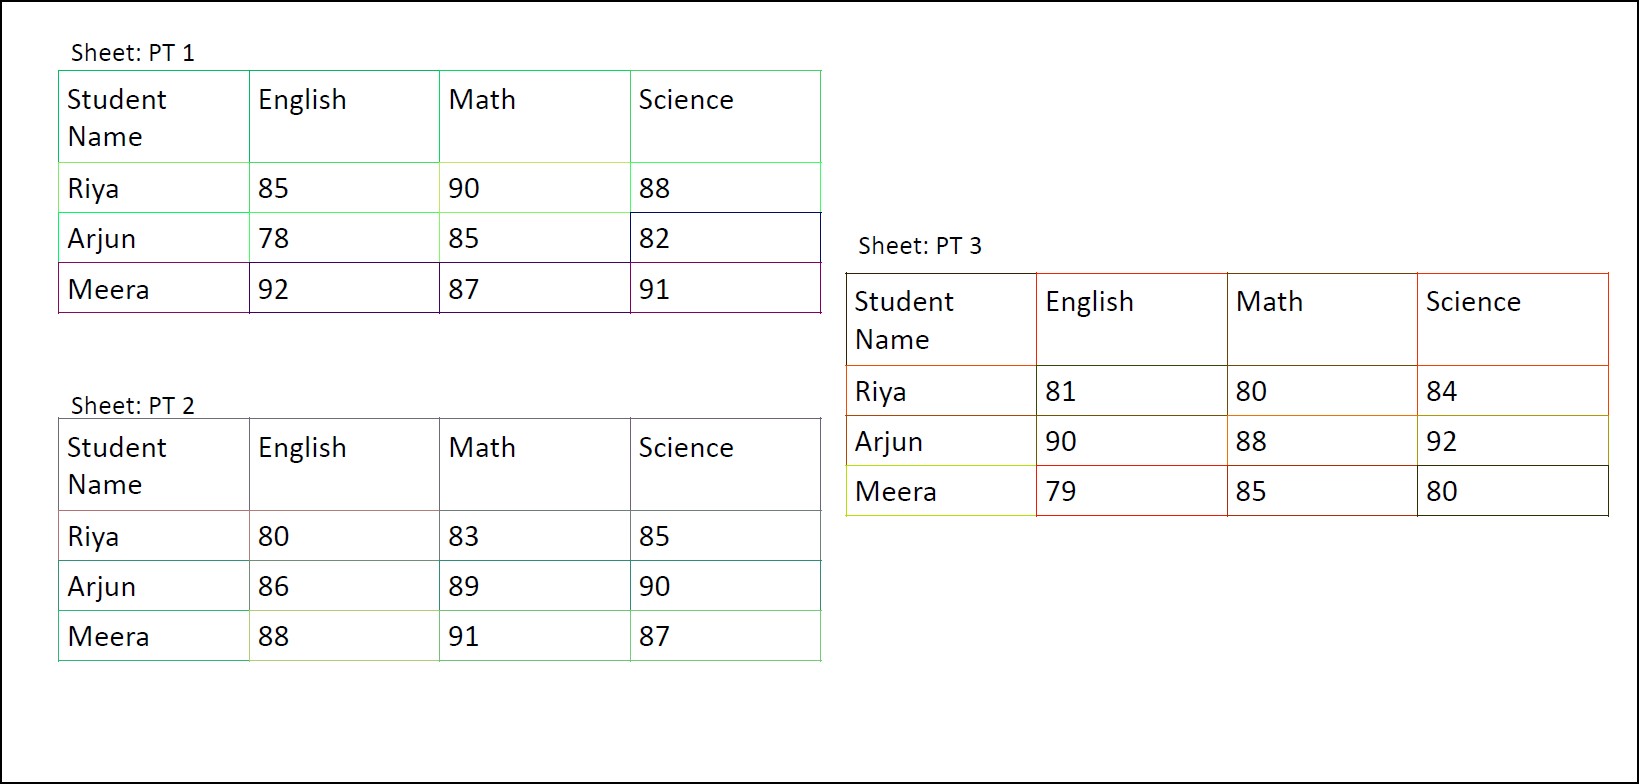 Sheet: PT 1
Student Name English Math Science
Riya 85 90 88
Arjun 78 85 82
Meera 92 87 91
Sheet: PT 2
Student Name English Math Science
Riya 80 83 85
Arjun 86 89 90
Meera 88 91 87
Sheet: PT 3
Student Name English Math Science
Riya 81 80 84
Arjun 90 88 92
Meera 79 85 80